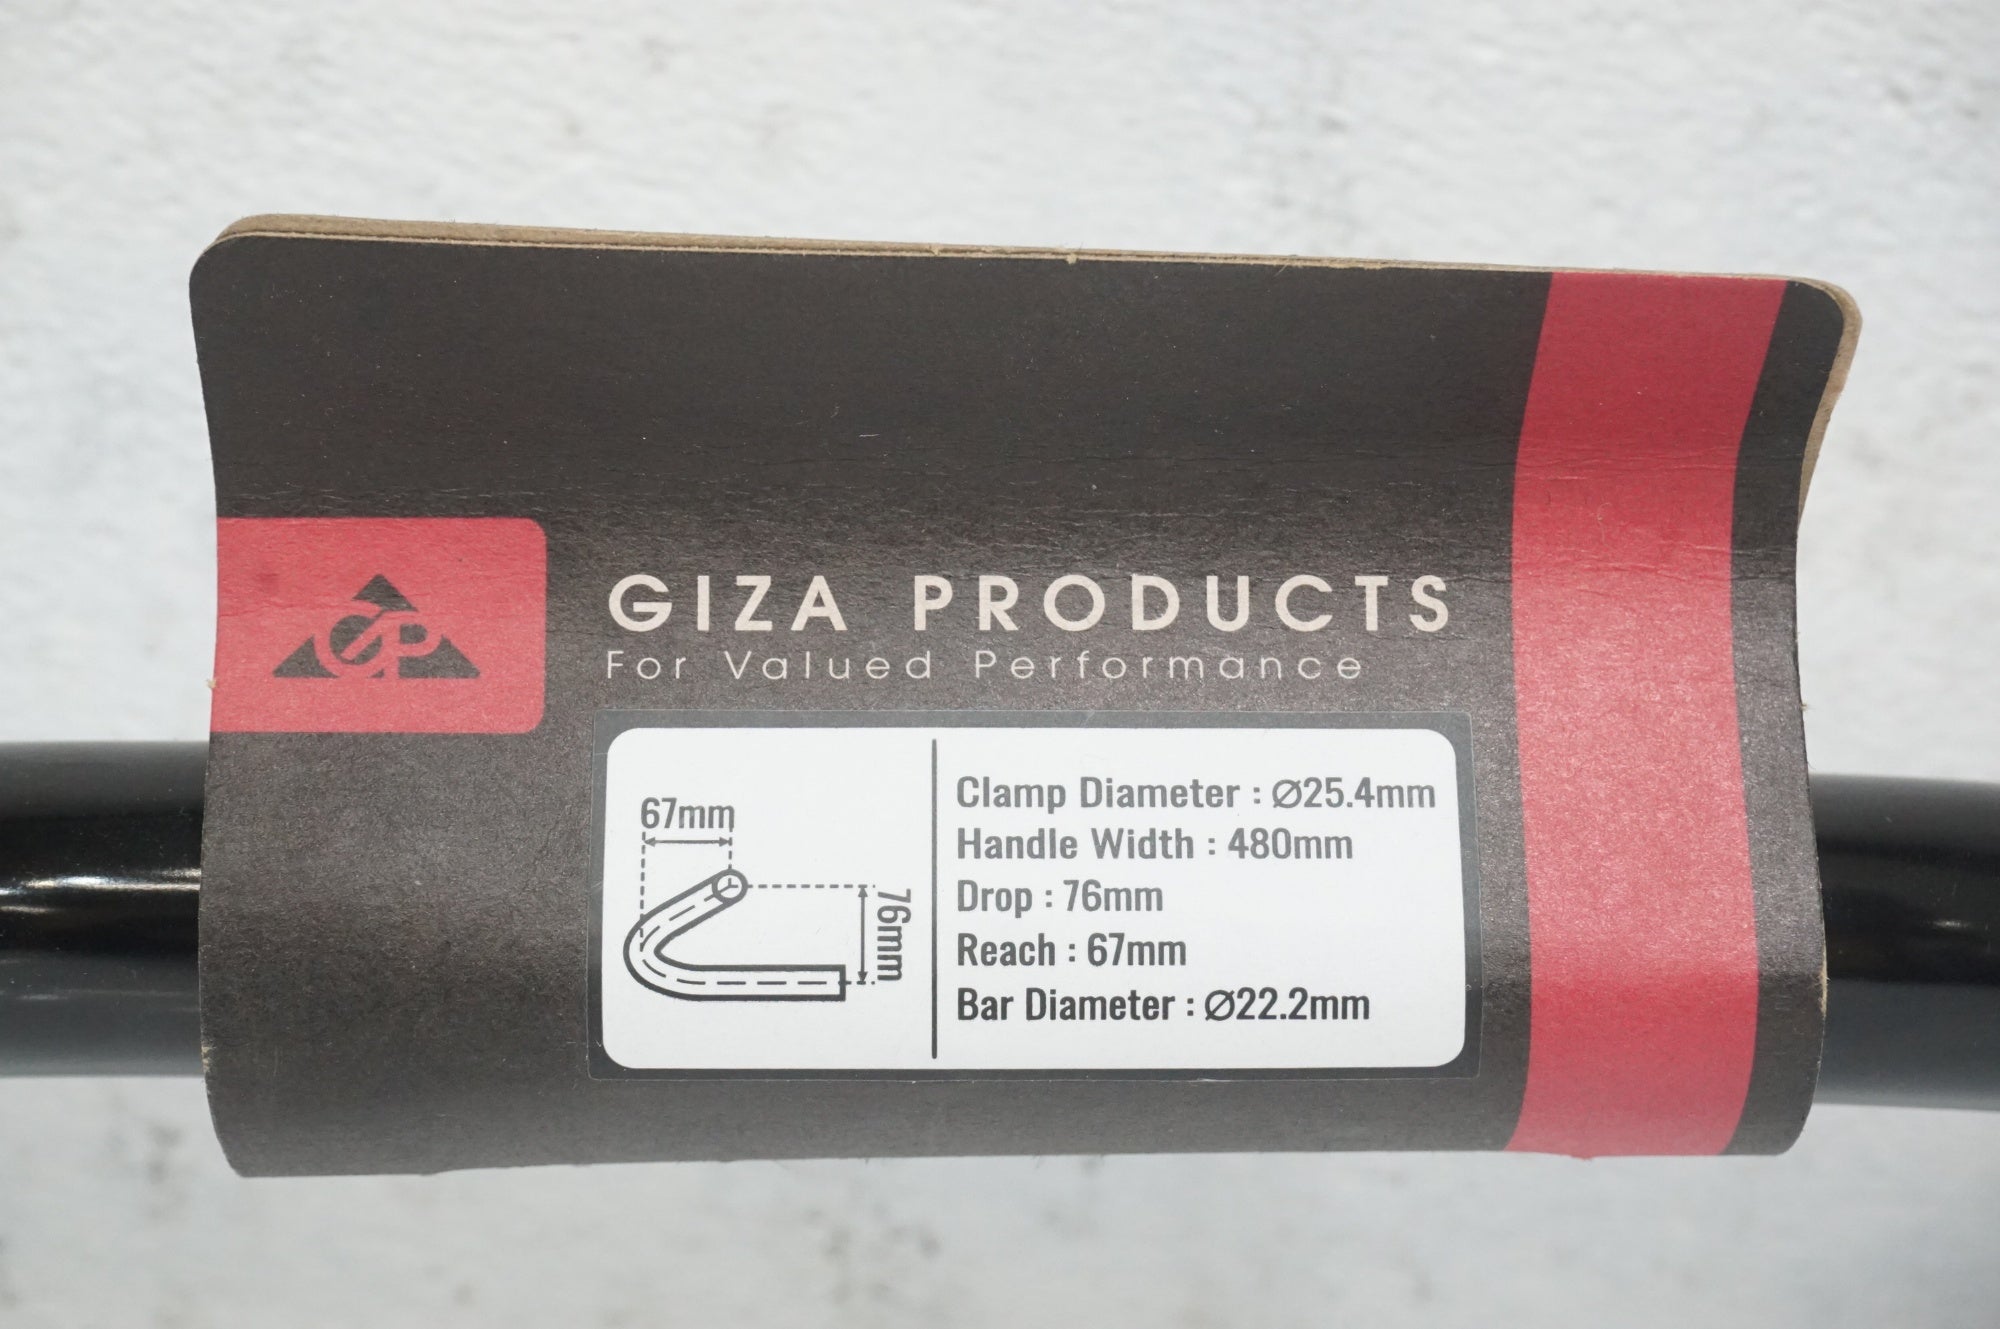 GP
GIZA PRODUCTS
For Valued Performance
67mm
76mm
Clamp Diameter : Ø25.4mm
Handle Width : 480mm
Drop : 76mm
Reach : 67mm
Bar Diameter : Ø22.2mm